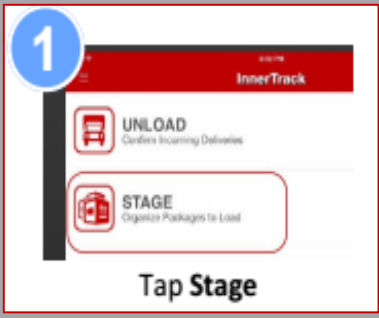 1
InnerTrack
UNLOAD
Confirm Incoming Deliveries
STAGE
Organize Packages to Load
Tap Stage